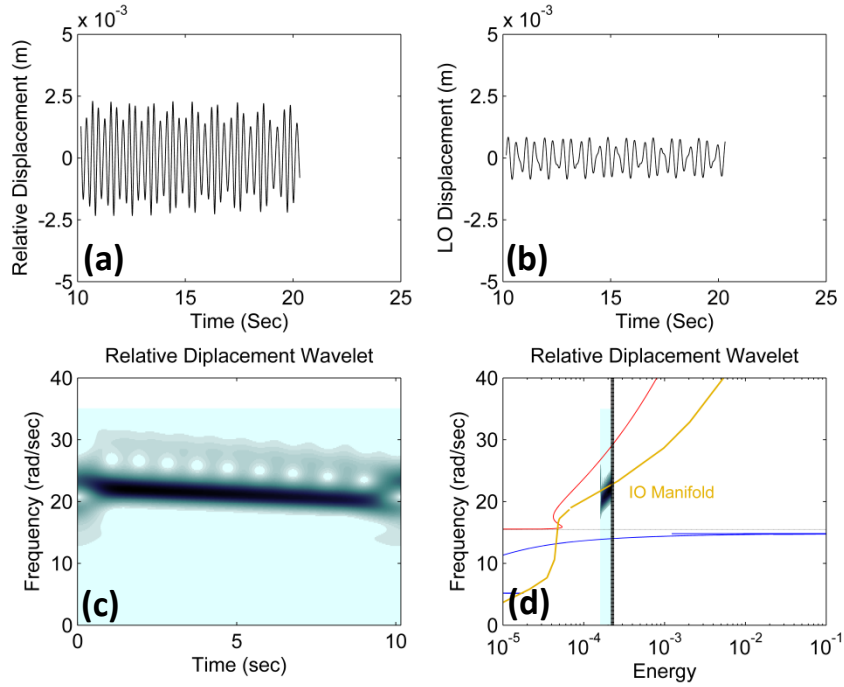 x 10⁻³
5
2.5
0
-2.5
-5
Relative Displacement (m)
(a)
10
15
20
25
Time (Sec)
x 10⁻³
5
2.5
0
-2.5
-5
LO Displacement (m)
(b)
10
15
20
25
Time (Sec)
Relative Diplacement Wavelet
40
30
20
10
0
Frequency (rad/sec)
(c)
0
5
10
Time (sec)
Relative Diplacement Wavelet
40
30
20
10
0
Frequency (rad/sec)
IO Manifold
(d)
10⁻⁵
10⁻⁴
10⁻³
10⁻²
10⁻¹
Energy